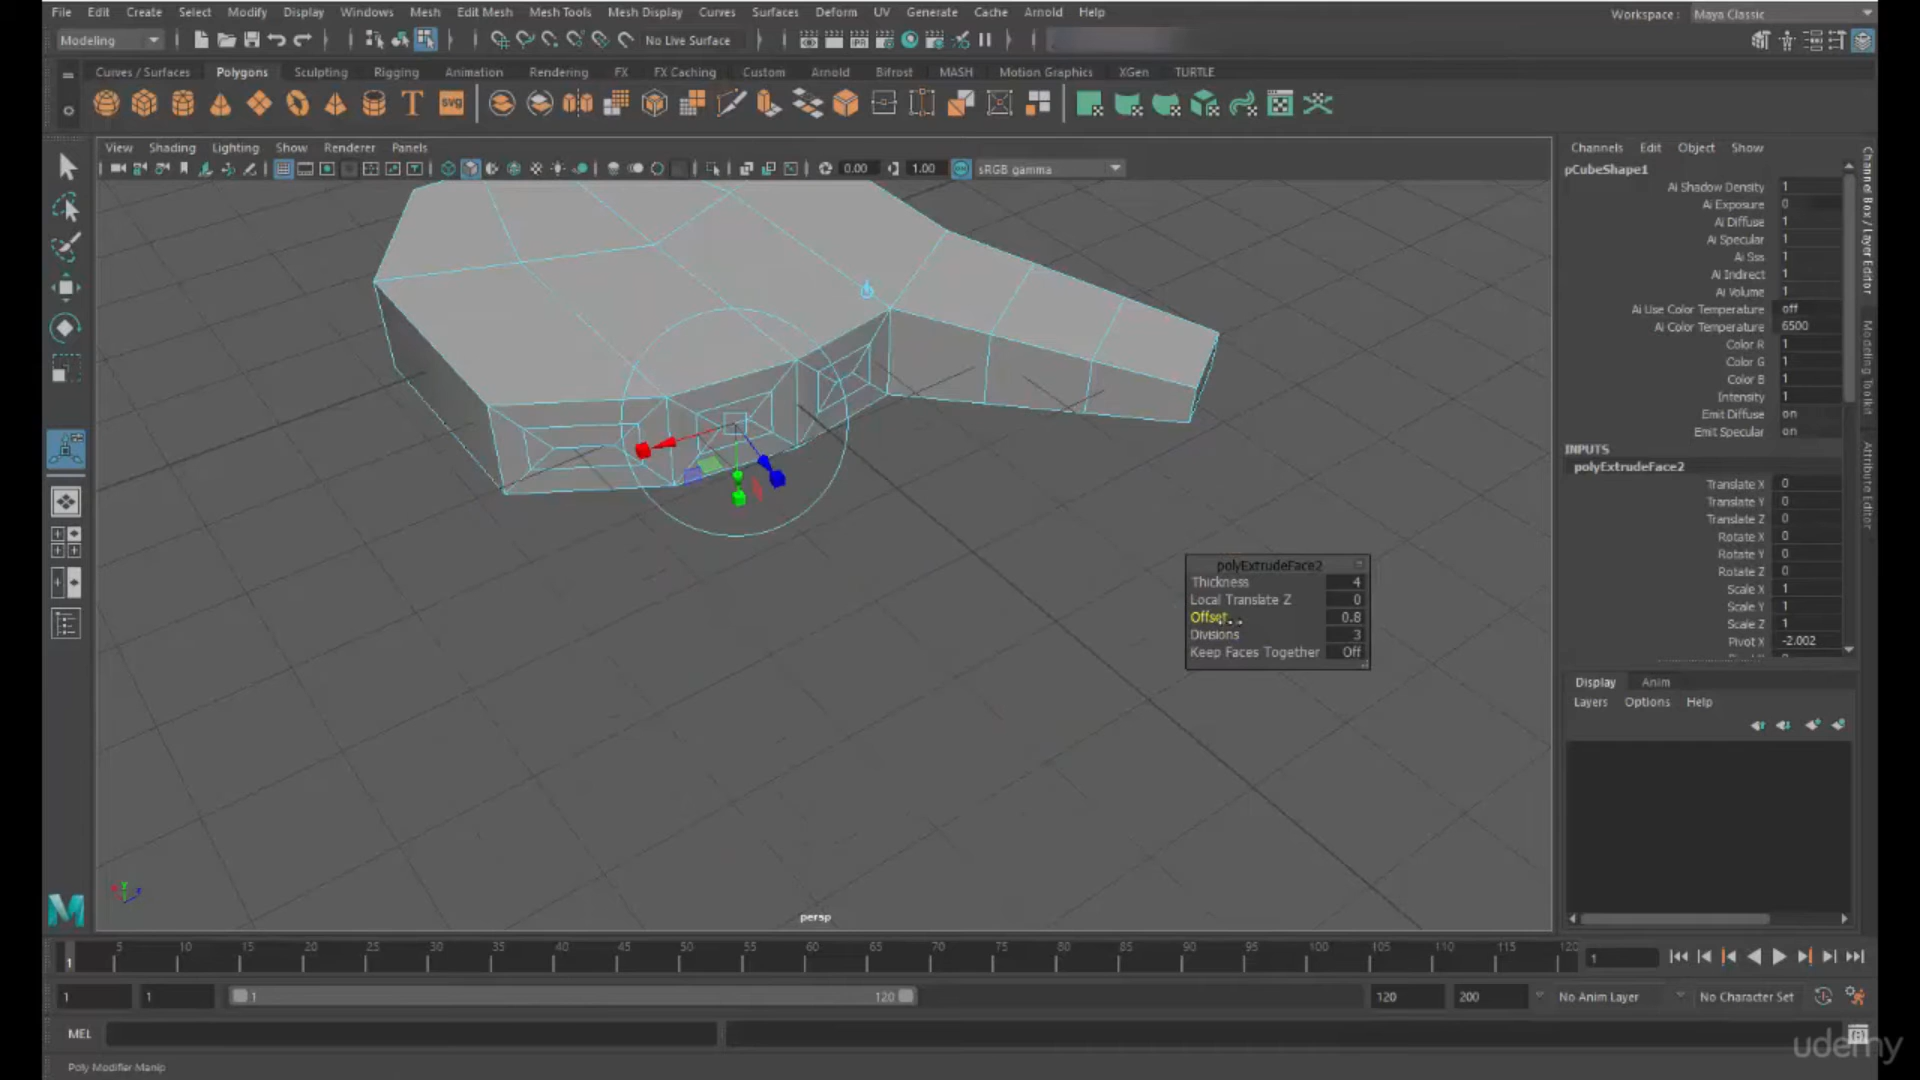 File Edit Create Select Modify Display Windows Mesh Edit Mesh Mesh Tools Mesh Display Curves Surfaces Deform UV Generate Cache Arnold Help
Workspace : Maya Classic
Modeling No Live Surface
Curves / Surfaces Polygons Sculpting Rigging Animation Rendering FX FX Caching Custom Arnold Bifrost MASH Motion Graphics XGen TURTLE
T SVG
View Shading Lighting Show Renderer Panels
0.00 1.00 sRGB gamma
Channels Edit Object Show
pCubeShape1
Ai Shadow Density 1
Ai Exposure 0
Ai Diffuse 1
Ai Specular 1
Ai Sss 1
Ai Indirect 1
Ai Volume 1
Ai Use Color Temperature off
Ai Color Temperature 6500
Color R 1
Color G 1
Color B 1
Intensity 1
Emit Diffuse on
Emit Specular on
INPUTS
polyExtrudeFace2
Translate X 0
Translate Y 0
Translate Z 0
Rotate X 0
Rotate Y 0
Rotate Z 0
Scale X 1
Scale Y 1
Scale Z 1
Pivot X -2.002
Channel Box / Layer Editor
Modeling Toolkit
Attribute Editor
polyExtrudeFace2
Thickness 4
Local Translate Z 0
Offset 0.8
Divisions 3
Keep Faces Together Off
Display Anim
Layers Options Help
persp
5 10 15 20 25 30 35 40 45 50 55 60 65 70 75 80 85 90 95 100 105 110 115 120
1 1
1 1 1 120 120 200 No Anim Layer No Character Set
MEL
Poly Modifier Manip
udemy